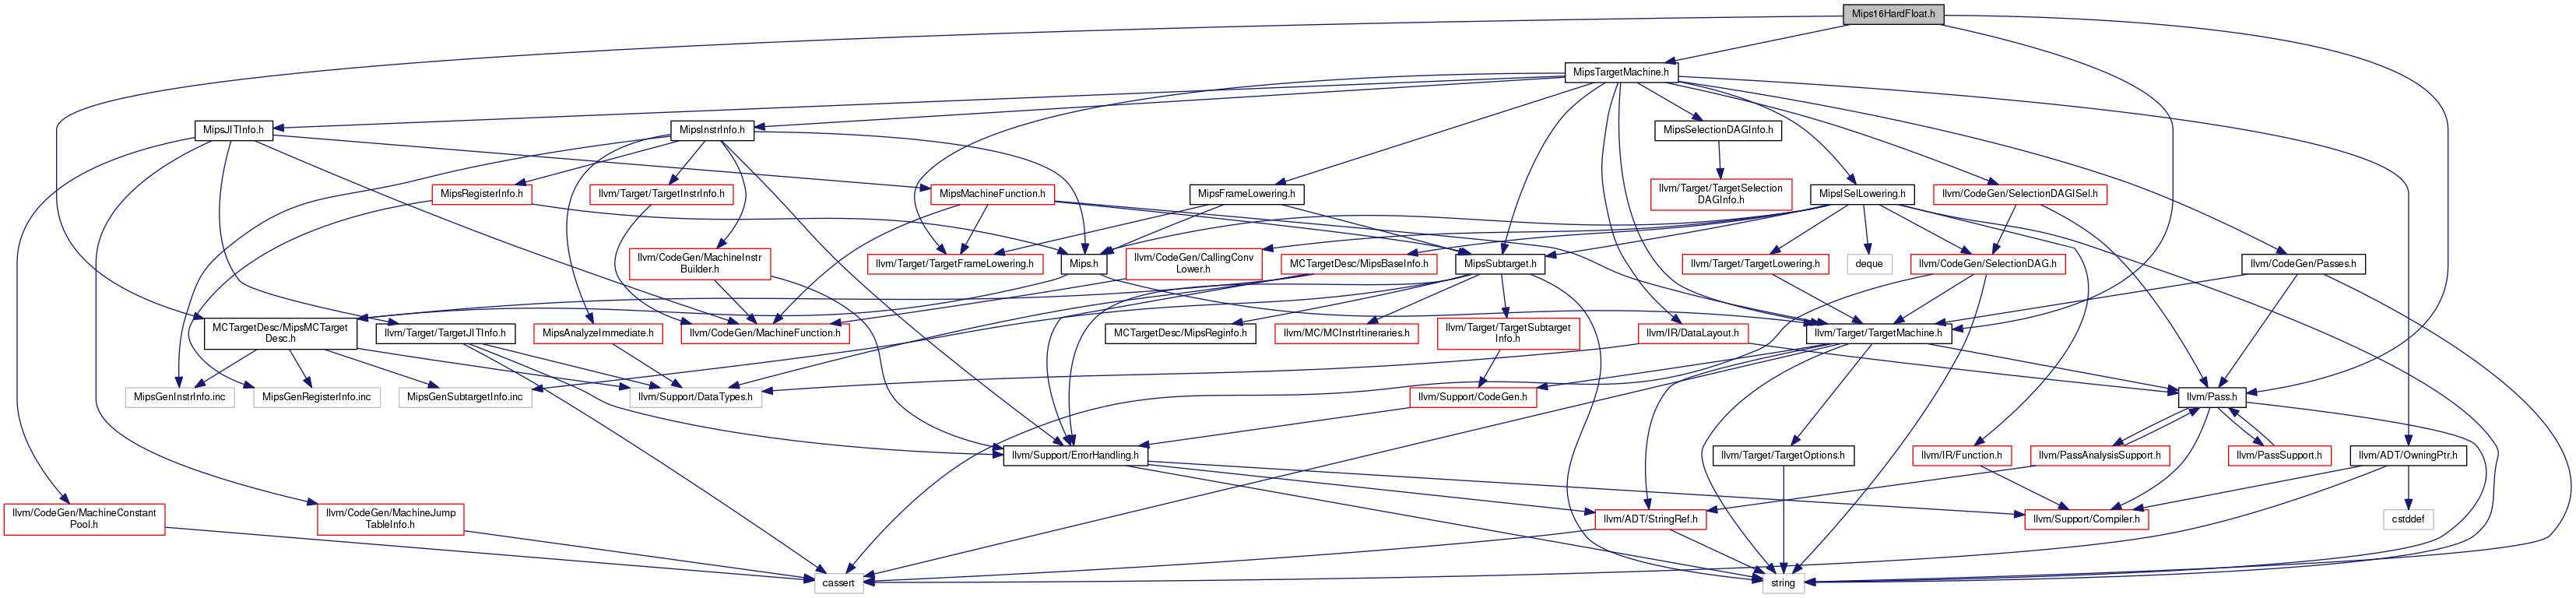 Mips16HardFloat.h
MipsTargetMachine.h
MipsJITInfo.h
MipsInstrInfo.h
MipsSelectionDAGInfo.h
MipsRegisterInfo.h
llvm/Target/TargetInstrInfo.h
MipsMachineFunction.h
MipsFrameLowering.h
llvm/Target/TargetSelection
DAGInfo.h
MipsISelLowering.h
llvm/CodeGen/SelectionDAGISel.h
llvm/CodeGen/MachineInstr
Builder.h
llvm/Target/TargetFrameLowering.h
Mips.h
llvm/CodeGen/CallingConv
Lower.h
MCTargetDesc/MipsBaseInfo.h
MipsSubtarget.h
llvm/Target/TargetLowering.h
deque
llvm/CodeGen/SelectionDAG.h
llvm/CodeGen/Passes.h
MCTargetDesc/MipsMCTarget
Desc.h
llvm/Target/TargetJITInfo.h
MipsAnalyzeImmediate.h
llvm/CodeGen/MachineFunction.h
MCTargetDesc/MipsReginfo.h
llvm/MC/MCInstrItineraries.h
llvm/Target/TargetSubtarget
Info.h
llvm/IR/DataLayout.h
llvm/Target/TargetMachine.h
MipsGenInstrInfo.inc
MipsGenRegisterInfo.inc
MipsGenSubtargetInfo.inc
llvm/Support/DataTypes.h
llvm/Support/CodeGen.h
llvm/Pass.h
llvm/Support/ErrorHandling.h
llvm/Target/TargetOptions.h
llvm/IR/Function.h
llvm/PassAnalysisSupport.h
llvm/PassSupport.h
llvm/ADT/OwningPtr.h
llvm/CodeGen/MachineConstant
Pool.h
llvm/CodeGen/MachineJump
TableInfo.h
llvm/ADT/StringRef.h
llvm/Support/Compiler.h
cstddef
cassert
string